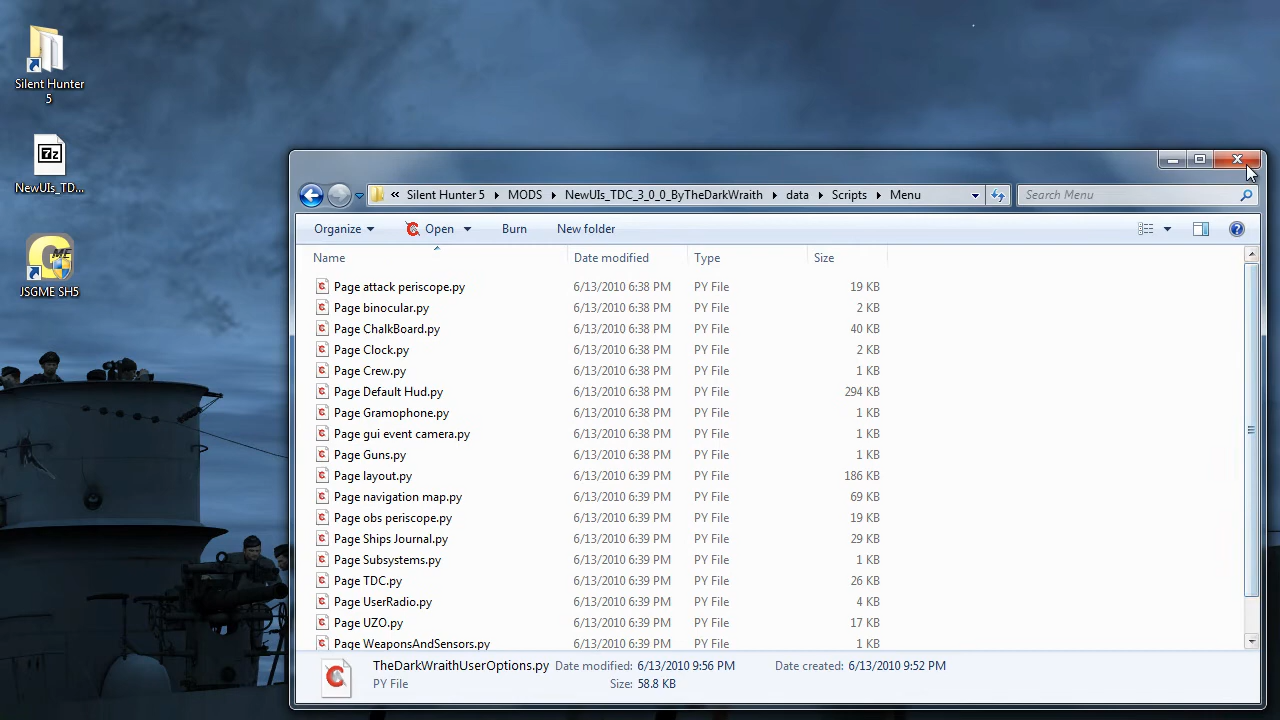 Silent Hunter
5
7z
NewUIs_TD...
ME
JSGME SH5
« Silent Hunter 5 MODS NewUIs_TDC_3_0_0_ByTheDarkWraith data Scripts Menu
Search Menu
Organize Open Burn New folder
Name Date modified Type Size
Page attack periscope.py 6/13/2010 6:38 PM PY File 19 KB
Page binocular.py 6/13/2010 6:38 PM PY File 2 KB
Page ChalkBoard.py 6/13/2010 6:38 PM PY File 40 KB
Page Clock.py 6/13/2010 6:38 PM PY File 2 KB
Page Crew.py 6/13/2010 6:38 PM PY File 1 KB
Page Default Hud.py 6/13/2010 6:38 PM PY File 294 KB
Page Gramophone.py 6/13/2010 6:38 PM PY File 1 KB
Page gui event camera.py 6/13/2010 6:38 PM PY File 1 KB
Page Guns.py 6/13/2010 6:38 PM PY File 1 KB
Page layout.py 6/13/2010 6:39 PM PY File 186 KB
Page navigation map.py 6/13/2010 6:39 PM PY File 69 KB
Page obs periscope.py 6/13/2010 6:39 PM PY File 19 KB
Page Ships Journal.py 6/13/2010 6:39 PM PY File 29 KB
Page Subsystems.py 6/13/2010 6:39 PM PY File 1 KB
Page TDC.py 6/13/2010 6:39 PM PY File 26 KB
Page UserRadio.py 6/13/2010 6:39 PM PY File 4 KB
Page UZO.py 6/13/2010 6:39 PM PY File 17 KB
Page WeaponsAndSensors.py 6/13/2010 6:39 PM PY File 1 KB
TheDarkWraithUserOptions.py Date modified: 6/13/2010 9:56 PM Date created: 6/13/2010 9:52 PM
PY File Size: 58.8 KB